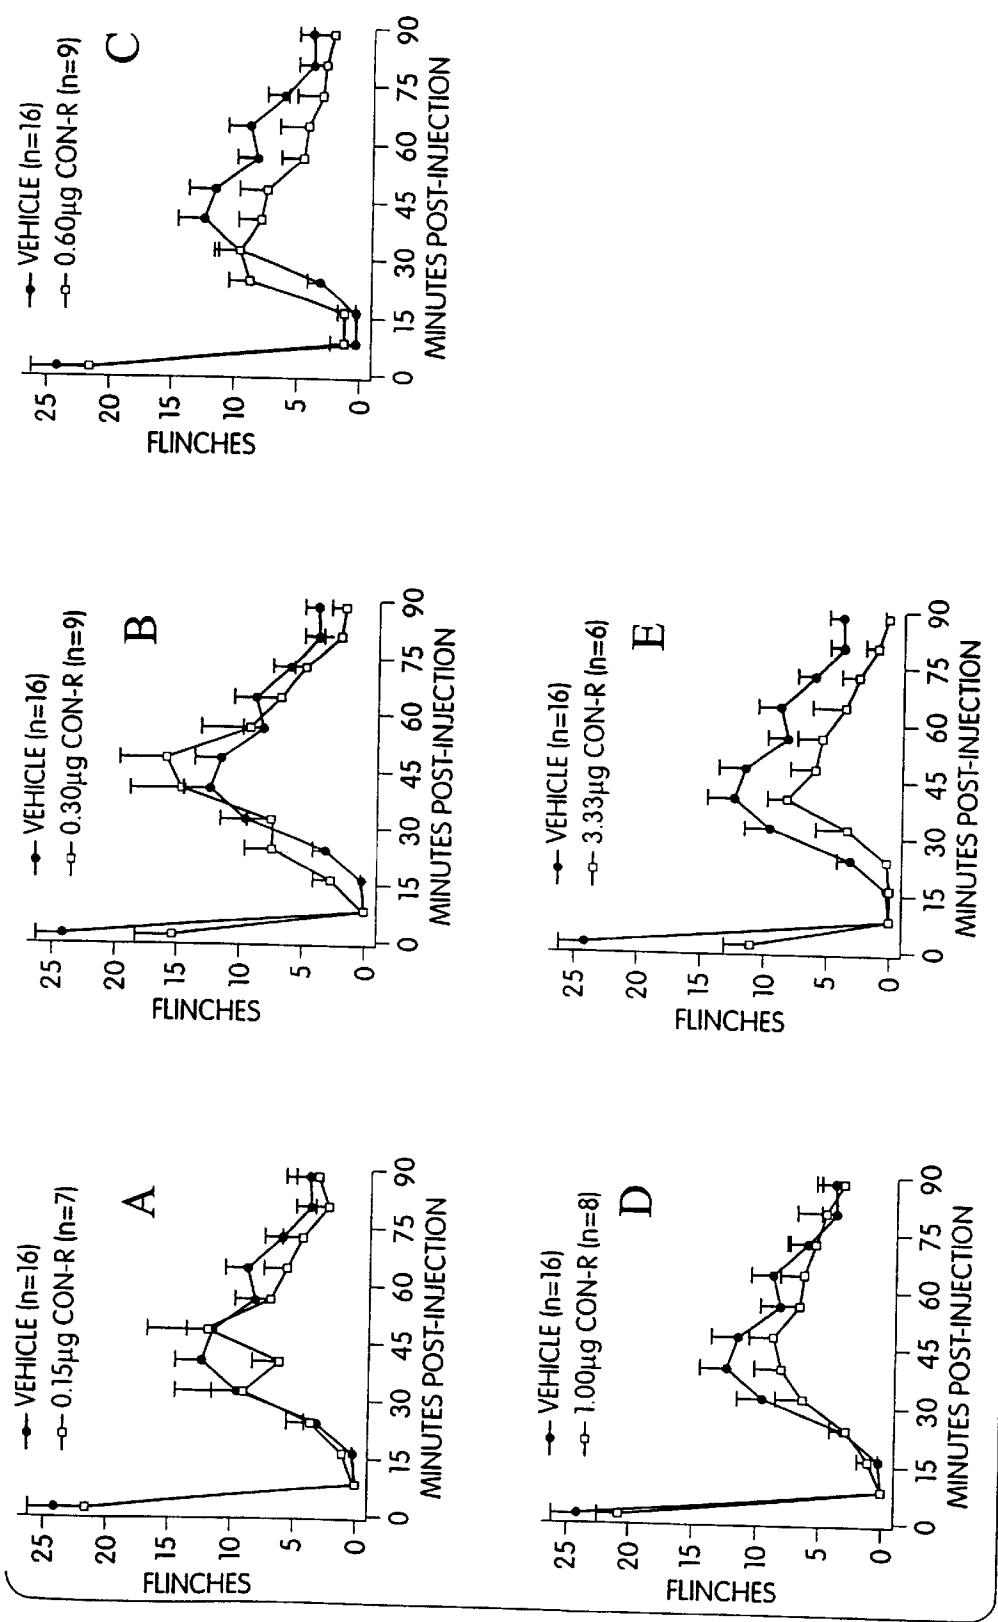 A
VEHICLE (n=16)
0.15µg CON-R (n=7)
FLINCHES
25
20
15
10
5
0
0 15 30 45 60 75 90
MINUTES POST-INJECTION
B
VEHICLE (n=16)
0.30µg CON-R (n=9)
FLINCHES
25
20
15
10
5
0
0 15 30 45 60 75 90
MINUTES POST-INJECTION
C
VEHICLE (n=16)
0.60µg CON-R (n=9)
FLINCHES
25
20
15
10
5
0
0 15 30 45 60 75 90
MINUTES POST-INJECTION
D
VEHICLE (n=16)
1.00µg CON-R (n=8)
FLINCHES
25
20
15
10
5
0
0 15 30 45 60 75 90
MINUTES POST-INJECTION
E
VEHICLE (n=16)
3.33µg CON-R (n=6)
FLINCHES
25
20
15
10
5
0
0 15 30 45 60 75 90
MINUTES POST-INJECTION